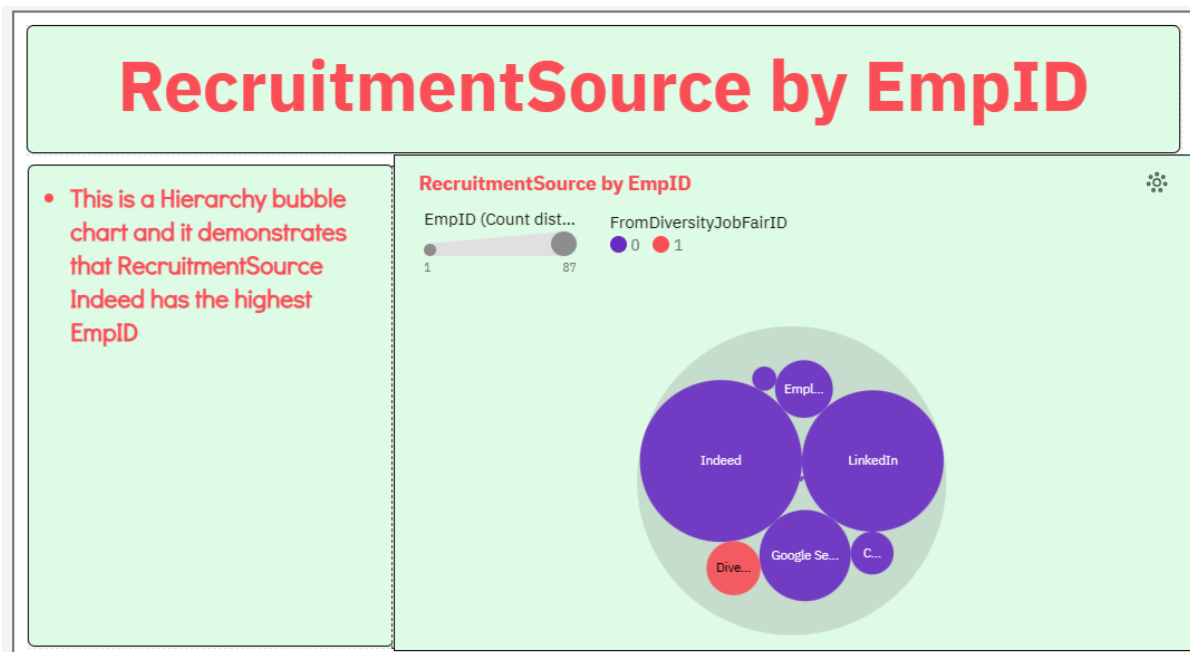 RecruitmentSource by EmpID
• This is a Hierarchy bubble
chart and it demonstrates
that RecruitmentSource
Indeed has the highest
EmpID
RecruitmentSource by EmpID
EmpID (Count dist...
1 87
FromDiversityJobFairID
0 1
Empl...
Indeed
LinkedIn
Google Se...
C...
Dive...